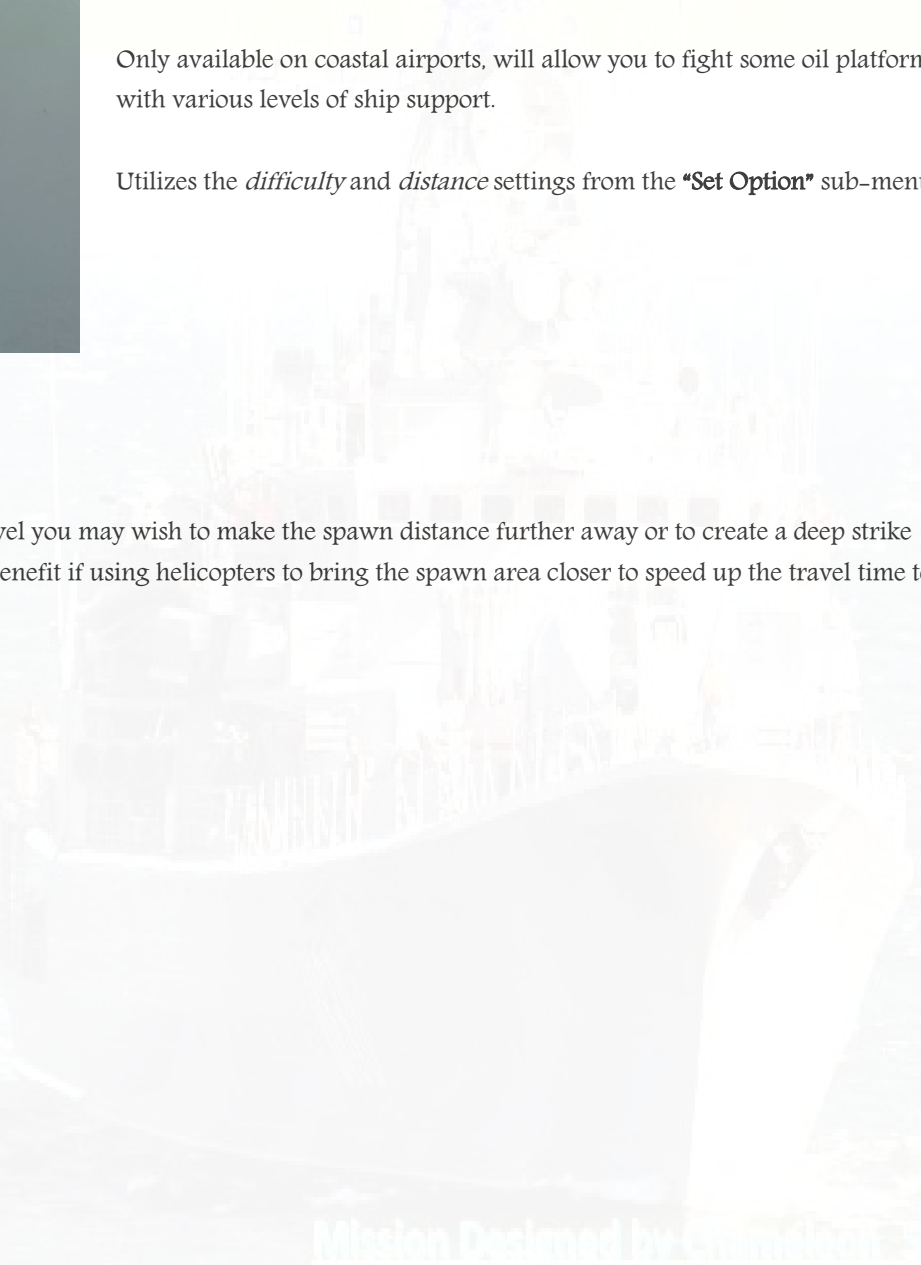 Only available on coastal airports, will allow you to fight some oil platform
with various levels of ship support.
Utilizes the difficulty and distance settings from the “Set Option” sub-men
vel you may wish to make the spawn distance further away or to create a deep strike
enefit if using helicopters to bring the spawn area closer to speed up the travel time t
Mission Designed by Chameleon